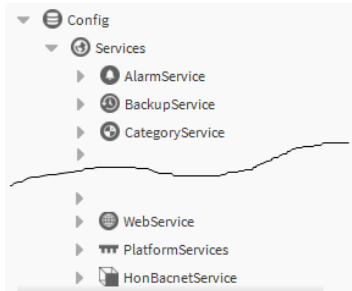 Config
Services
AlarmService
BackupService
CategoryService
WebService
PlatformServices
HonBacnetService